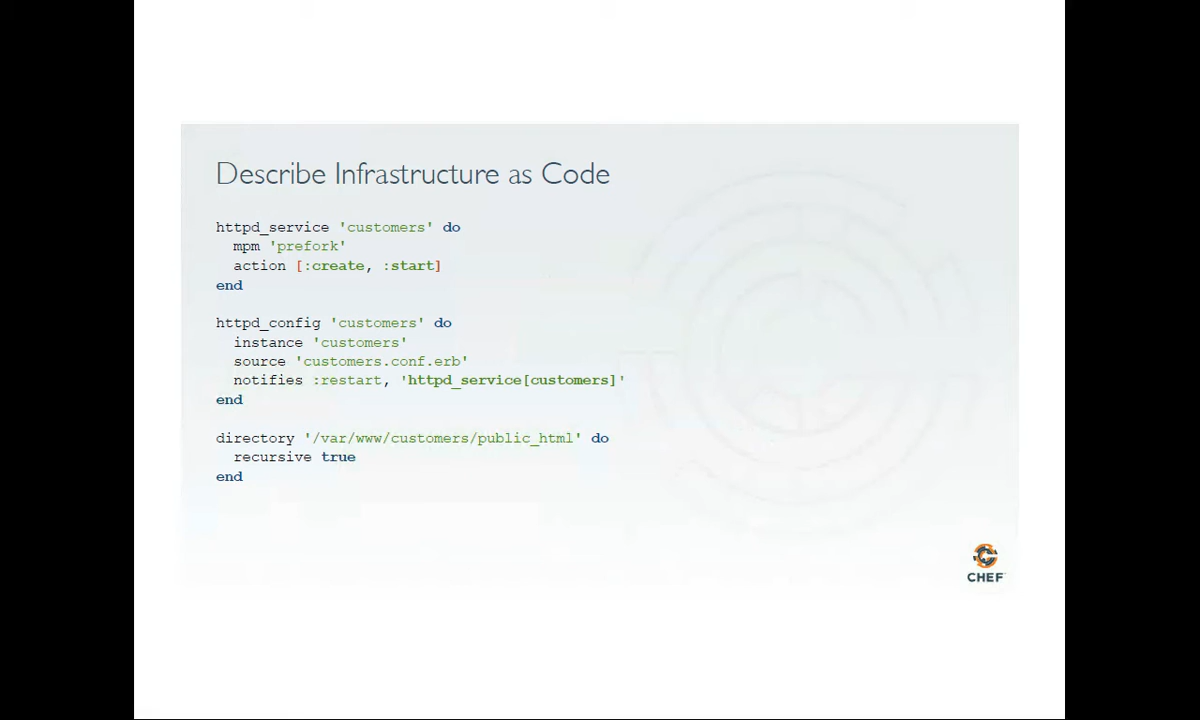 Describe Infrastructure as Code
httpd_service 'customers' do
  mpm 'prefork'
  action [:create, :start]
end
httpd_config 'customers' do
  instance 'customers'
  source 'customers.conf.erb'
  notifies :restart, 'httpd_service[customers]'
end
directory '/var/www/customers/public_html' do
  recursive true
end
CHEF